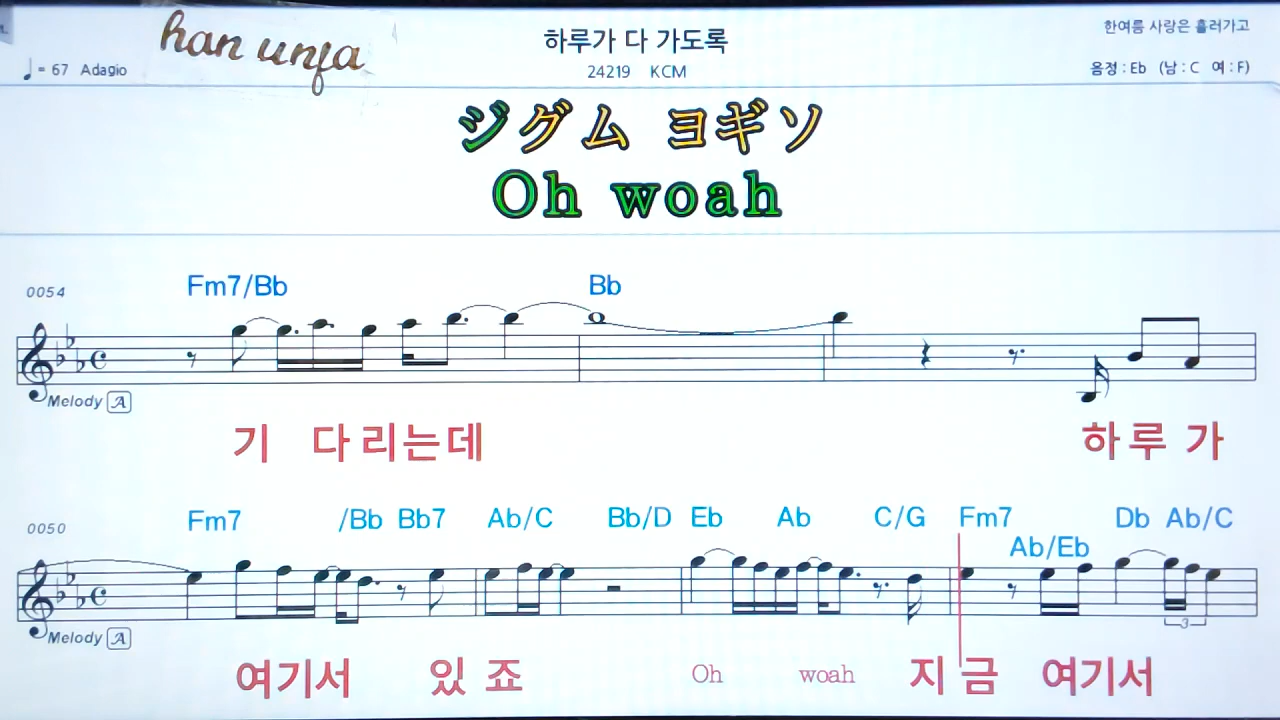 han unja
하루가 다 가도록
한여름 사랑은 흘러가고
♩= 67 Adagio
24219 KCM
음정 : Eb (남 : C 여 : F)
ジグム ヨギソ
Oh woah
0054 Fm7/Bb Bb
Melody A
기 다리는데 하루 가
0050 Fm7 /Bb Bb7 Ab/C Bb/D Eb Ab C/G Fm7 Db Ab/C
Ab/Eb
Melody A
3
여기서 있 죠 Oh woah 지 금 여기서